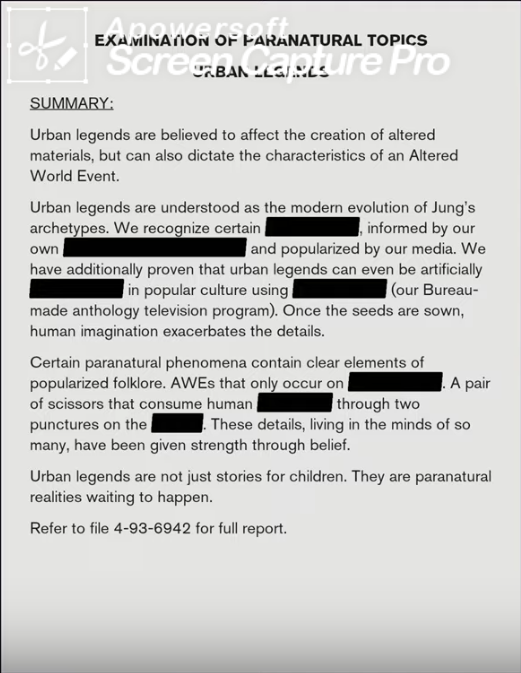 Apowersoft
Screen Capture Pro
EXAMINATION OF PARANATURAL TOPICS
URBAN LEGENDS
SUMMARY:
Urban legends are believed to affect the creation of altered
materials, but can also dictate the characteristics of an Altered
World Event.
Urban legends are understood as the modern evolution of Jung's
archetypes. We recognize certain , informed by our
own and popularized by our media. We
have additionally proven that urban legends can even be artificially
in popular culture using (our Bureau-
made anthology television program). Once the seeds are sown,
human imagination exacerbates the details.
Certain paranatural phenomena contain clear elements of
popularized folklore. AWEs that only occur on . A pair
of scissors that consume human through two
punctures on the . These details, living in the minds of so
many, have been given strength through belief.
Urban legends are not just stories for children. They are paranatural
realities waiting to happen.
Refer to file 4-93-6942 for full report.